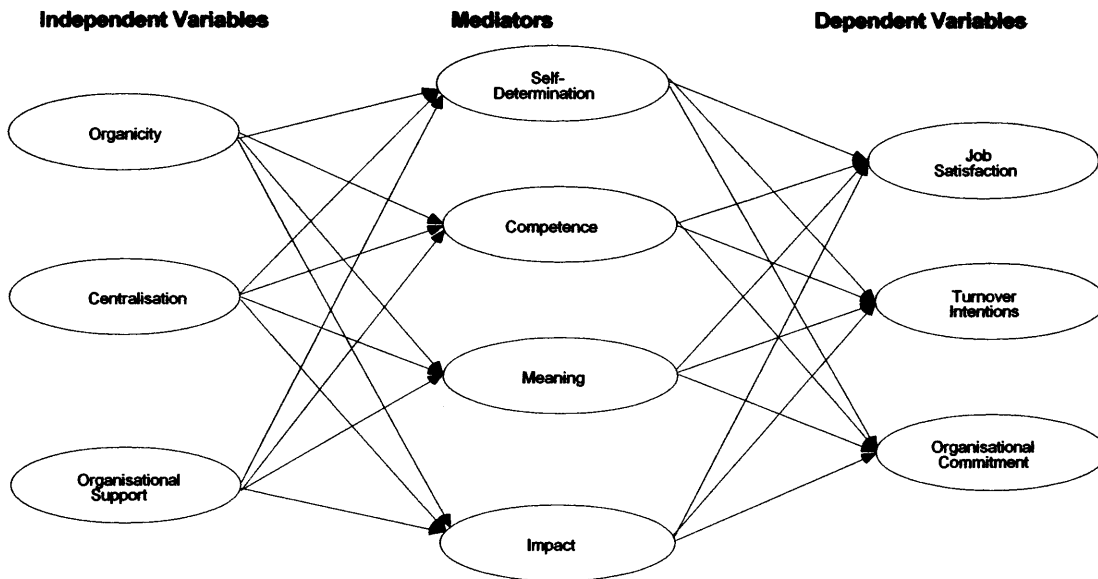 Independent Variables
Mediators
Dependent Variables
Self-
Determination
Organicity
Job
Satisfaction
Competence
Centralisation
Turnover
Intentions
Meaning
Organisational
Support
Organisational
Commitment
Impact